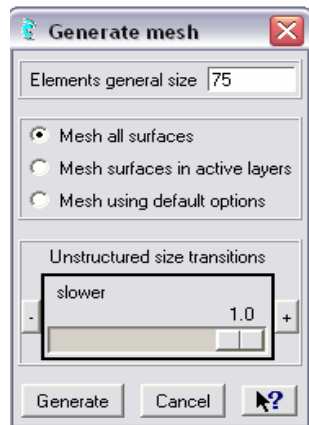 Generate mesh
Elements general size 75
Mesh all surfaces
Mesh surfaces in active layers
Mesh using default options
Unstructured size transitions
slower
1.0
- +
Generate Cancel ?